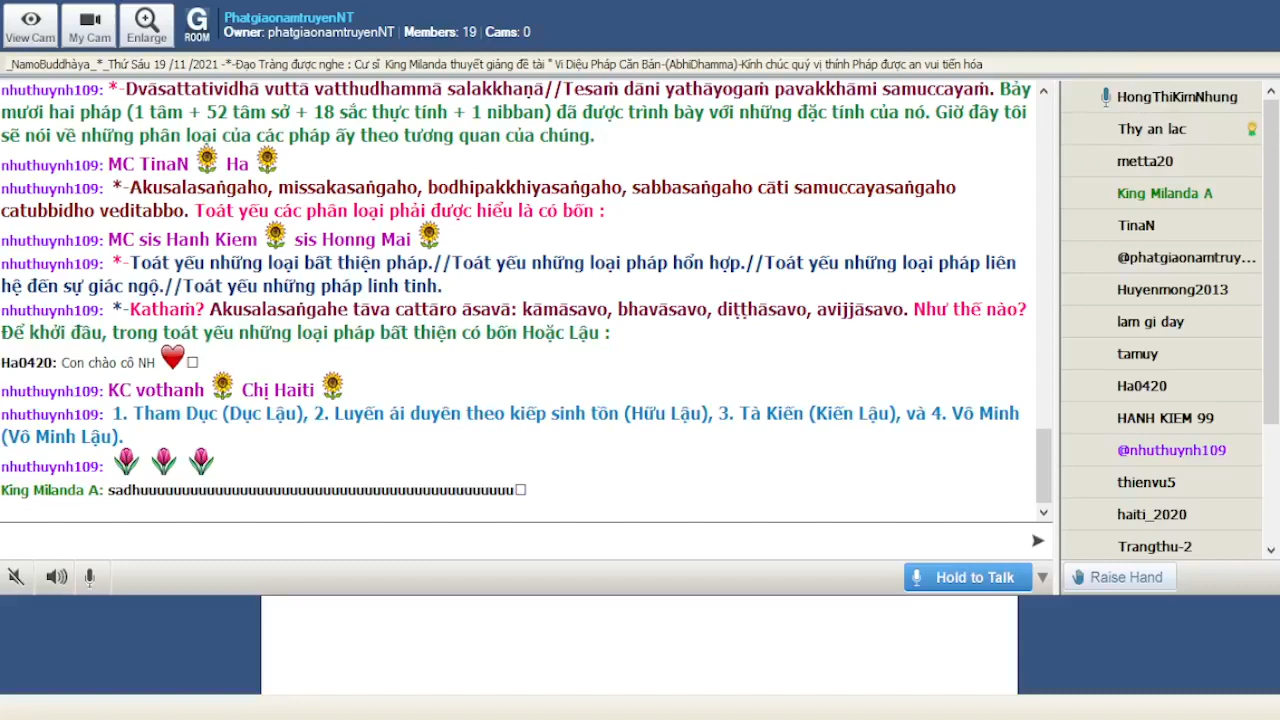 View Cam
My Cam
Enlarge
G
ROOM
PhatgiaonamtruyenNT
Owner: phatgiaonamtruyenNT | Members: 19 | Cams: 0
_NamoBuddhàya_*_Thứ Sáu 19 /11 /2021 -*-Đạo Tràng được nghe : Cư sĩ King Milanda thuyết giảng đề tài " Vi Diệu Pháp Căn Bản-(AbhiDhamma)-Kính chúc quý vị thính Pháp được an vui tiến hóa
nhuthuynh109: *-Dvāsattatividhā vuttā vatthudhammā salakkhaṇā//Tesaṁ dāni yathāyogaṁ pavakkhāmi samuccayaṁ. Bảy
mươi hai pháp (1 tâm + 52 tâm sở + 18 sắc thực tính + 1 nibban) đã được trình bày với những đặc tính của nó. Giờ đây tôi
sẽ nói về những phân loại của các pháp ấy theo tương quan của chúng.
nhuthuynh109: MC TinaN Ha
nhuthuynh109: *-Akusalasaṅgaho, missakasaṅgaho, bodhipakkhiyasaṅgaho, sabbasaṅgaho cāti samuccayasaṅgaho
catubbidho veditabbo. Toát yếu các phân loại phải được hiểu là có bốn :
nhuthuynh109: MC sis Hanh Kiem sis Honng Mai
nhuthuynh109: *-Toát yếu những loại bất thiện pháp.//Toát yếu những loại pháp hổn hợp.//Toát yếu những loại pháp liên
hệ đến sự giác ngộ.//Toát yếu những pháp linh tinh.
nhuthuynh109: *-Kathaṁ? Akusalasaṅgahe tāva cattāro āsavā: kāmāsavo, bhavāsavo, diṭṭhāsavo, avijjāsavo. Như thế nào?
Để khởi đầu, trong toát yếu những loại pháp bất thiện có bốn Hoặc Lậu :
Ha0420: Con chào cô NH
nhuthuynh109: KC vothanh Chị Haiti
nhuthuynh109: 1. Tham Dục (Dục Lậu), 2. Luyến ái duyên theo kiếp sinh tồn (Hữu Lậu), 3. Tà Kiến (Kiến Lậu), và 4. Vô Minh
(Vô Minh Lậu).
nhuthuynh109:
King Milanda A: sadhuuuuuuuuuuuuuuuuuuuuuuuuuuuuuuuuuuuuuuuuuuuuu
Hold to Talk
HongThiKimNhung
Thy an lac
metta20
King Milanda A
TinaN
@phatgiaonamtruy...
Huyenmong2013
lam gi day
tamuy
Ha0420
HANH KIEM 99
@nhuthuynh109
thienvu5
haiti_2020
Trangthu-2
Raise Hand